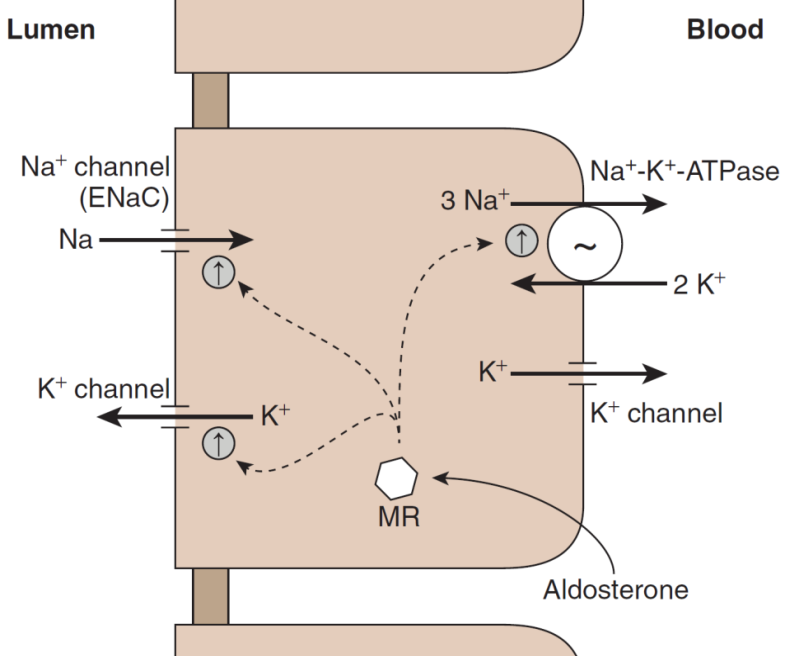 Lumen
Blood
Na⁺ channel
(ENaC)
Na
Na⁺-K⁺-ATPase
3 Na⁺
↑
~
↑
2 K⁺
K⁺ channel
K⁺
↑
K⁺
K⁺ channel
MR
Aldosterone